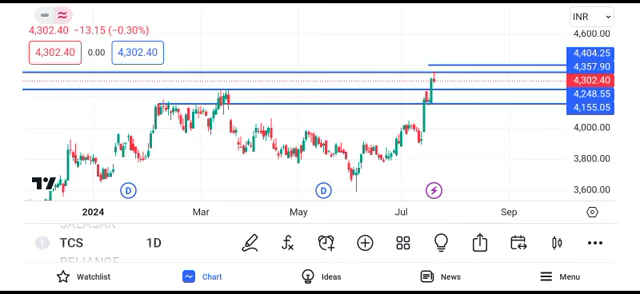 INR
4,302.40 −13.15 (−0.30%)
4,302.40 0.00 4,302.40
4,600.00
4,404.25
4,357.90
4,302.40
4,248.55
4,155.05
4,000.00
3,800.00
3,600.00
D D
2024 Mar May Jul Sep
SALASAR
T TCS 1D
RELIANCE
Watchlist Chart Ideas News Menu